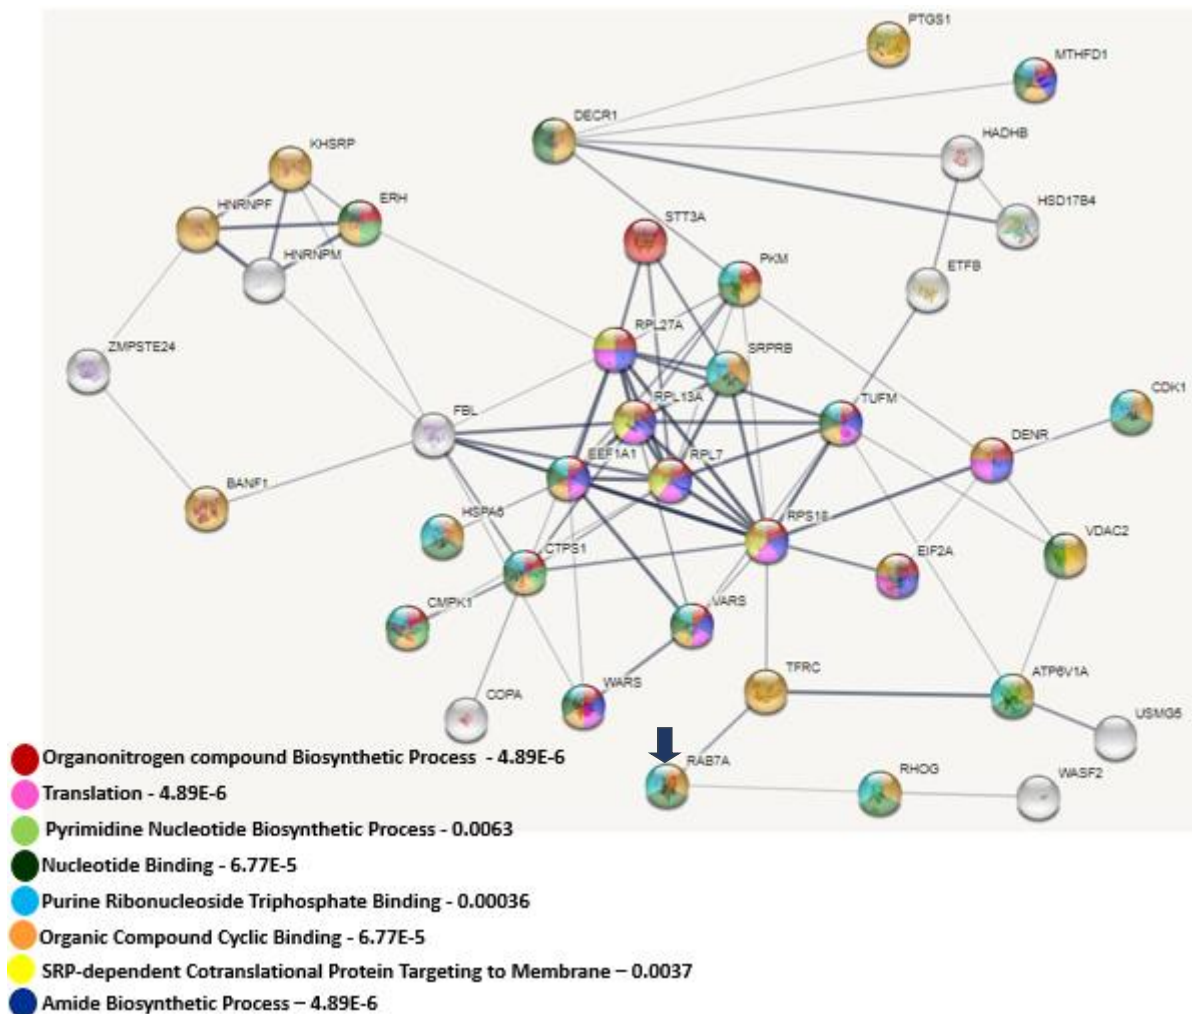 PTGS1
MTHFD1
DECR1
HADHB
KHSRP
HSD17B4
HNRNPF
ERH
STT3A
HNRNPM
PKM
ETFB
RPL27A
ZMPSTE24
SRPRB
CDK1
RPL13A
TUFM
FBL
DENR
EEF1A1
RPL7
BANF1
HSPA6
RPS18
VDAC2
CTPS1
EIF2A
CMPK1
VARS
TFRC
ATP6V1A
WARS
COPA
USMG5
RAB7A
RHOG
WASF2
Organonitrogen compound Biosynthetic Process - 4.89E-6
Translation - 4.89E-6
Pyrimidine Nucleotide Biosynthetic Process - 0.0063
Nucleotide Binding - 6.77E-5
Purine Ribonucleoside Triphosphate Binding - 0.00036
Organic Compound Cyclic Binding - 6.77E-5
SRP-dependent Cotranslational Protein Targeting to Membrane – 0.0037
Amide Biosynthetic Process – 4.89E-6